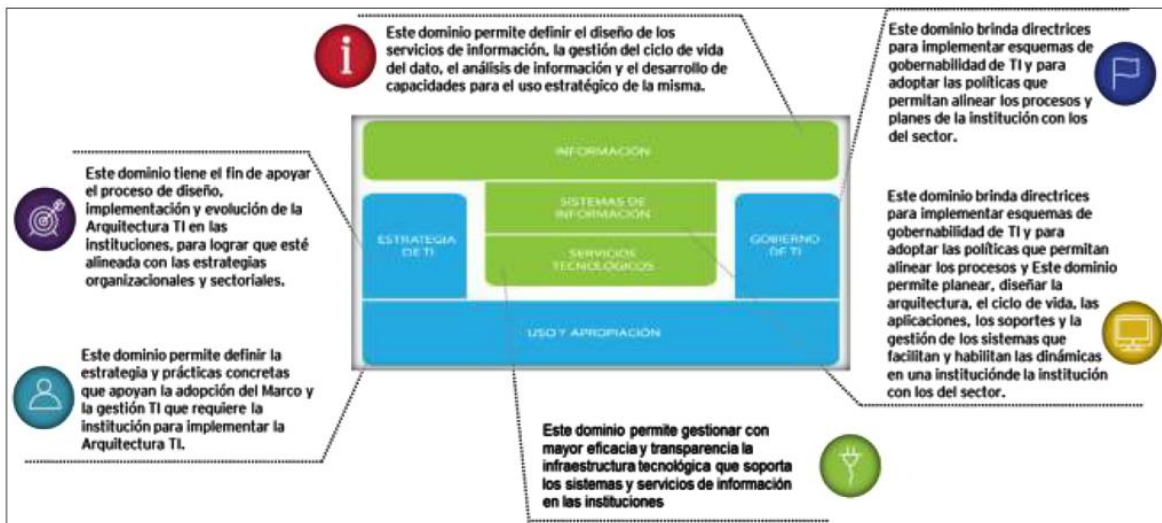 Este dominio permite definir el diseño de los
servicios de información, la gestión del ciclo de vida
del dato, el análisis de información y el desarrollo de
capacidades para el uso estratégico de la misma.
Este dominio brinda directrices
para implementar esquemas de
gobernabilidad de TI y para
adoptar las políticas que
permitan alinear los procesos y
planes de la institución con los
del sector.
Este dominio tiene el fin de apoyar
el proceso de diseño,
implementación y evolución de la
Arquitectura TI en las
instituciones, para lograr que esté
alineada con las estrategias
organizacionales y sectoriales.
INFORMACIÓN
SISTEMAS DE
INFORMACIÓN
ESTRATEGIA
DE TI
SERVICIOS
TECNOLÓGICOS
GOBIERNO
DE TI
USO Y APROPIACIÓN
Este dominio brinda directrices
para implementar esquemas de
gobernabilidad de TI y para
adoptar las políticas que permitan
alinear los procesos y Este dominio
permite planear, diseñar la
arquitectura, el ciclo de vida, las
aplicaciones, los soportes y la
gestión de los sistemas que
facilitan y habilitan las dinámicas
en una instituciónde la institución
con los del sector.
Este dominio permite definir la
estrategia y prácticas concretas
que apoyan la adopción del Marco y
la gestión TI que requiere la
institución para implementar la
Arquitectura TI.
Este dominio permite gestionar con
mayor eficacia y transparencia la
infraestructura tecnológica que soporta
los sistemas y servicios de información
en las instituciones